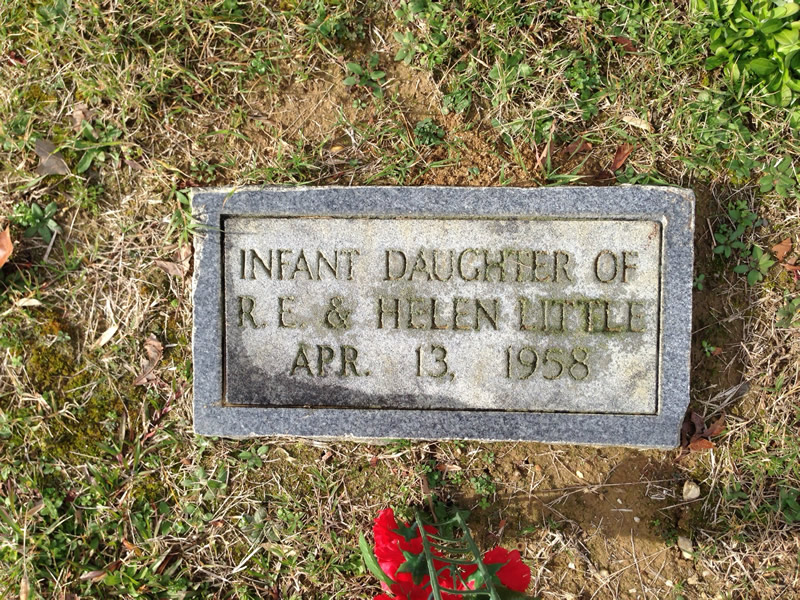 INFANT DAUGHTER OF
R. E. & HELEN LITTLE
APR. 13, 1958